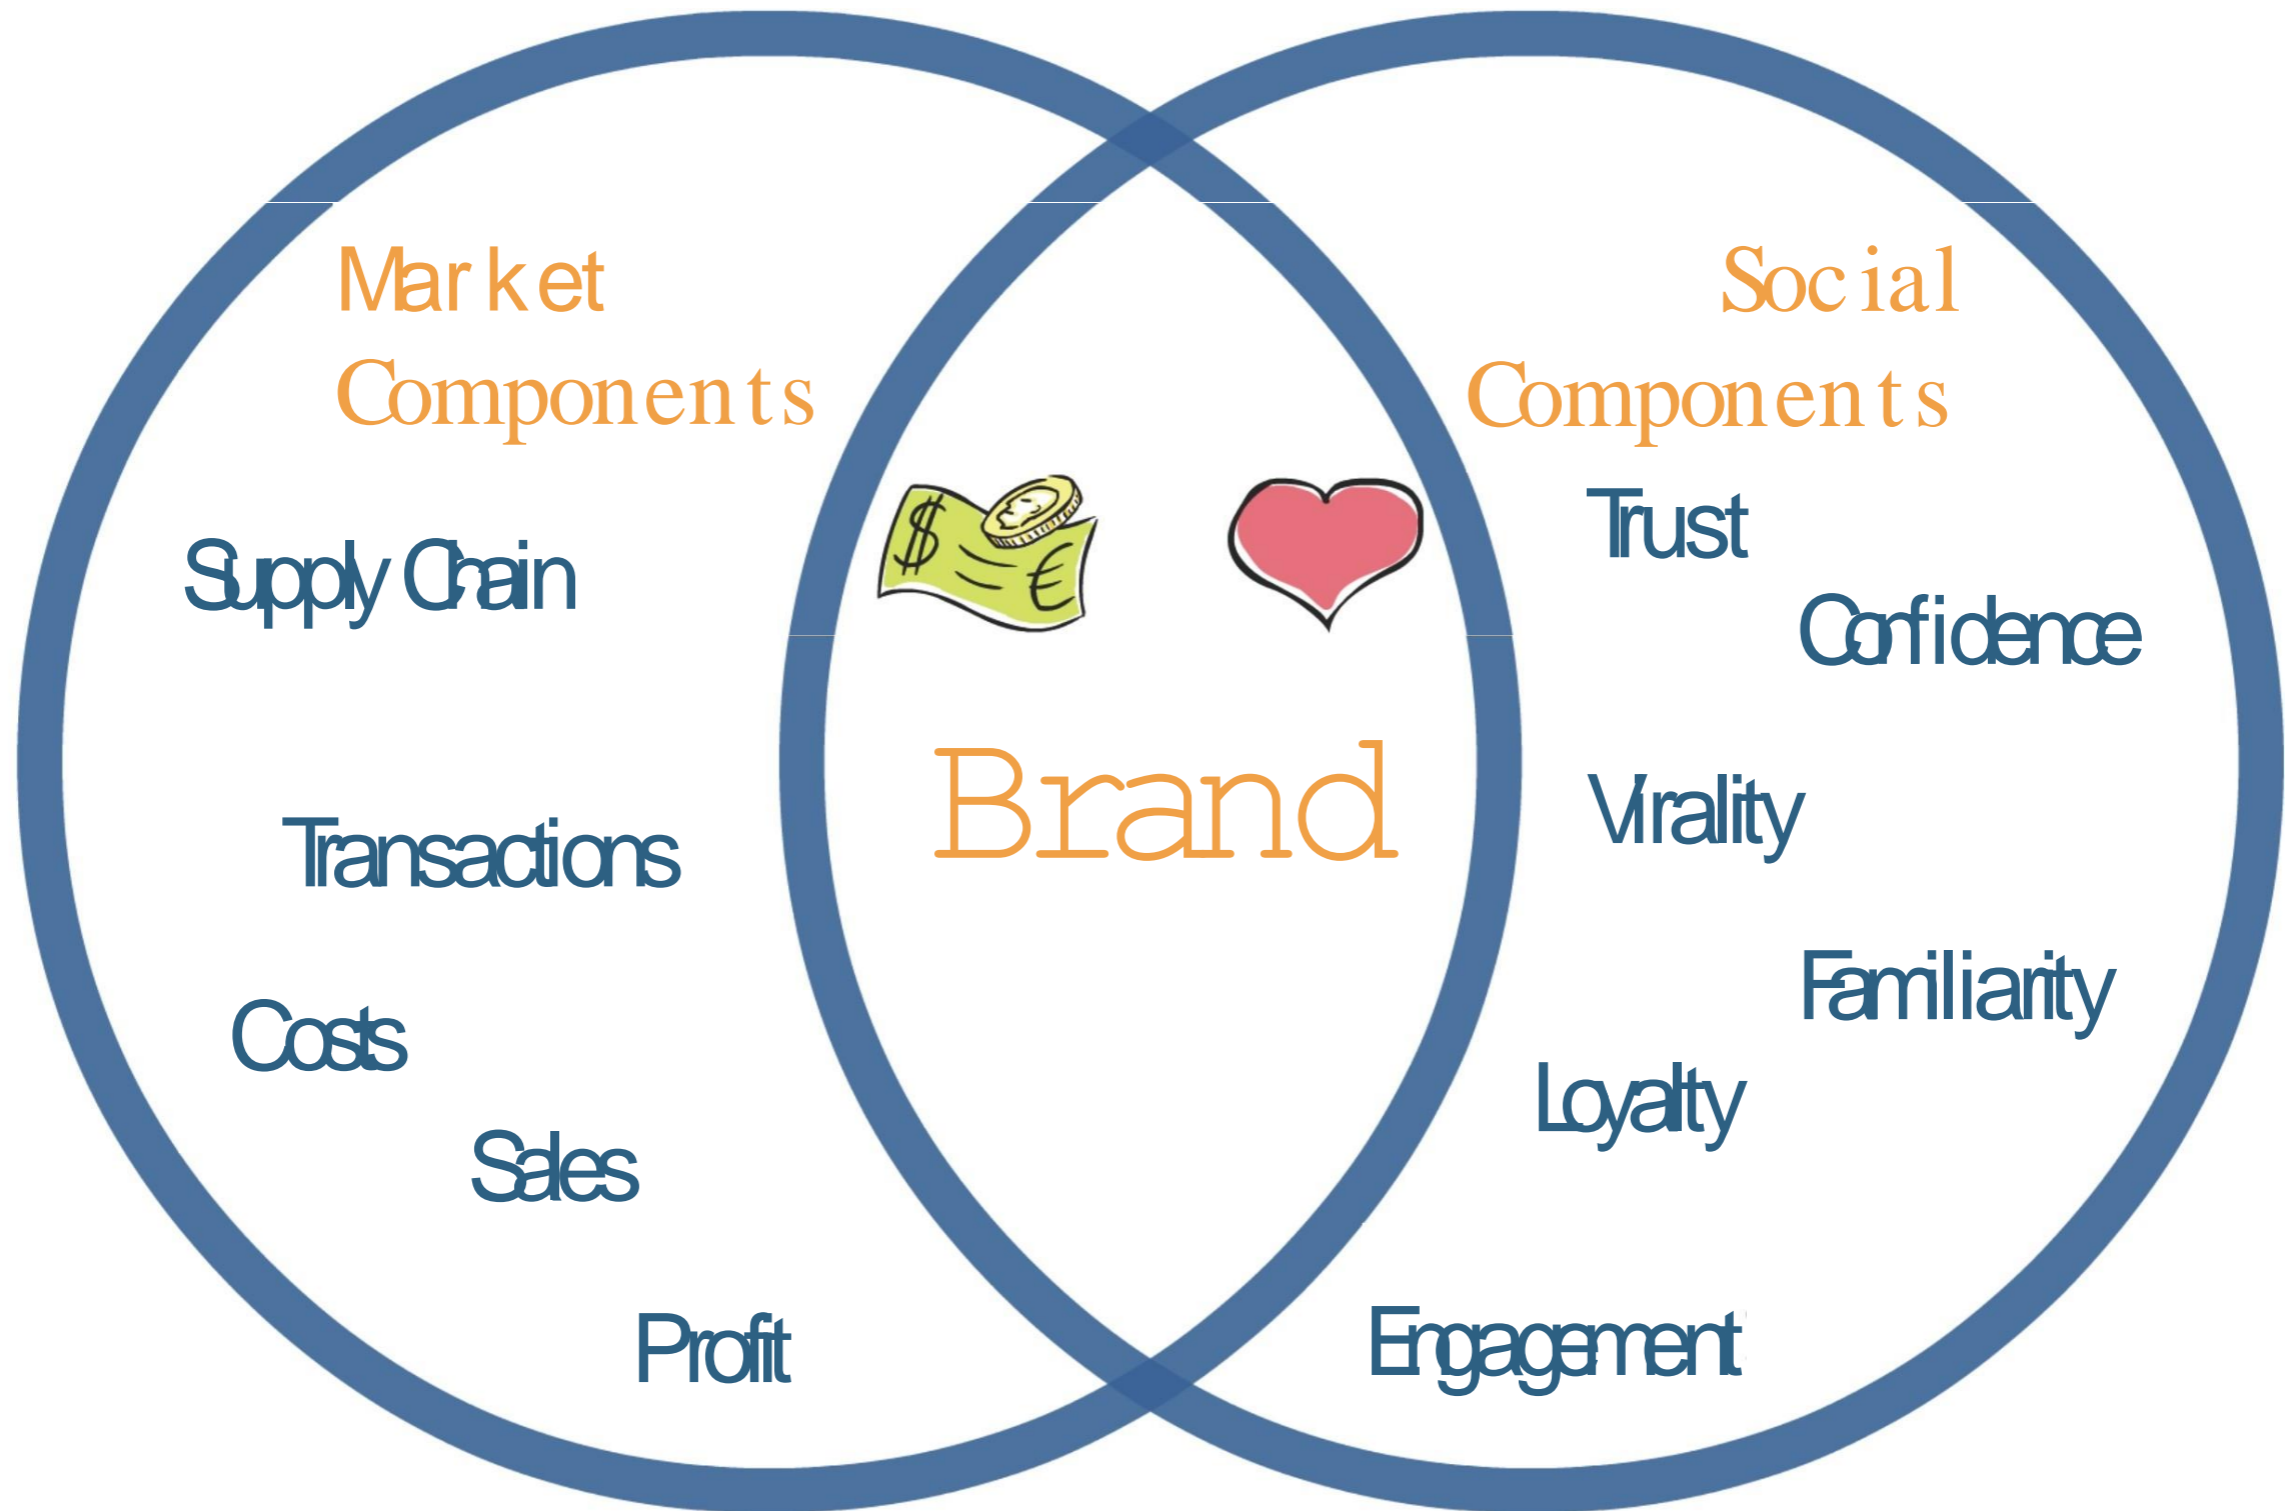 Market
Components
Supply Chain
Transactions
Costs
Sales
Profit
$
€
Brand
Social
Components
Trust
Confidence
Virality
Familiarity
Loyalty
Engagement